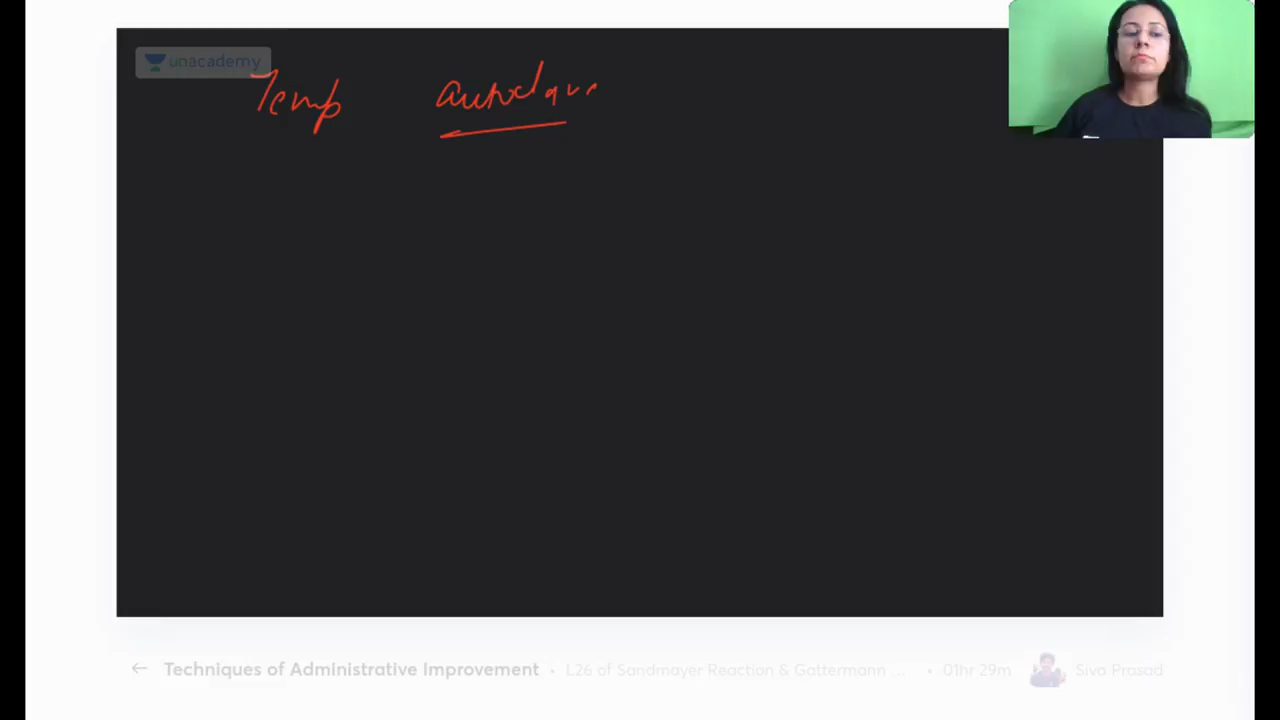 unacademy
Temp autoclave
Techniques of Administrative Improvement • L26 of Sandmayer Reaction & Gattermann ... • 01hr 29m Siva Prasad